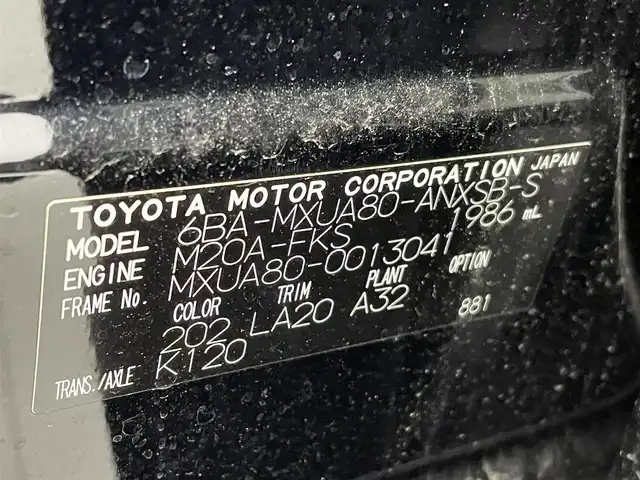 TOYOTA MOTOR CORPORATION JAPAN
MODEL 6BA-MXUA80-ANXSB-S
ENGINE M20A-FKS 1986 mL
FRAME No. MXUA80-0013041
COLOR TRIM PLANT OPTION
202 LA20 A32 881
TRANS./AXLE K120